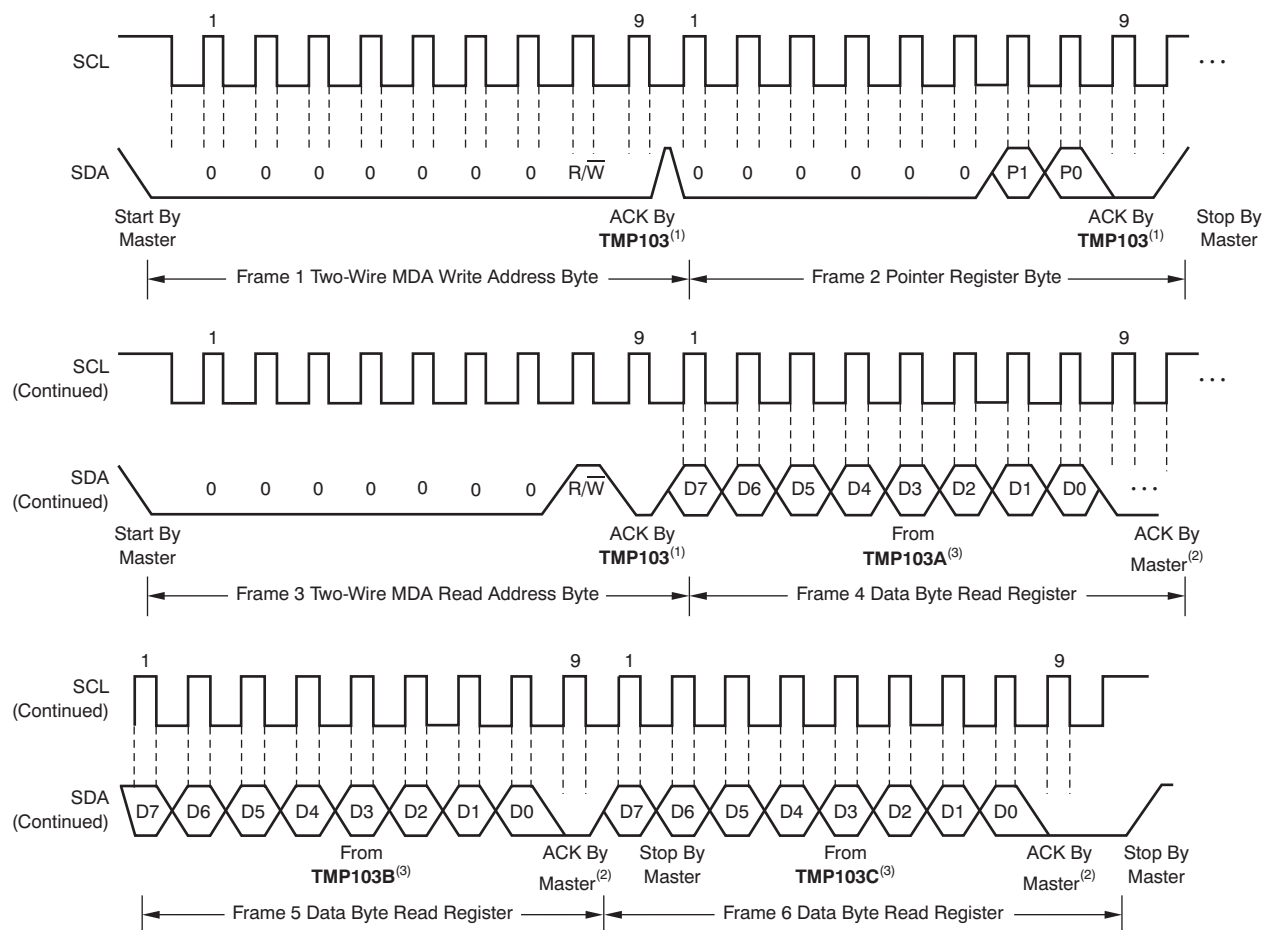 1 9 1 9
SCL ···
SDA 0 0 0 0 0 0 0 R/W̅ 0 0 0 0 0 0 P1 P0
Start By Master ACK By TMP103(1) ACK By TMP103(1) Stop By Master
Frame 1 Two-Wire MDA Write Address Byte Frame 2 Pointer Register Byte
1 9 1 9
SCL (Continued) ···
SDA (Continued) 0 0 0 0 0 0 0 R/W̅ D7 D6 D5 D4 D3 D2 D1 D0 ···
Start By Master ACK By TMP103(1) From TMP103A(3) ACK By Master(2)
Frame 3 Two-Wire MDA Read Address Byte Frame 4 Data Byte Read Register
1 9 1 9
SCL (Continued)
SDA (Continued) D7 D6 D5 D4 D3 D2 D1 D0 D7 D6 D5 D4 D3 D2 D1 D0
From TMP103B(3) ACK By Master(2) Stop By Master From TMP103C(3) ACK By Master(2) Stop By Master
Frame 5 Data Byte Read Register Frame 6 Data Byte Read Register